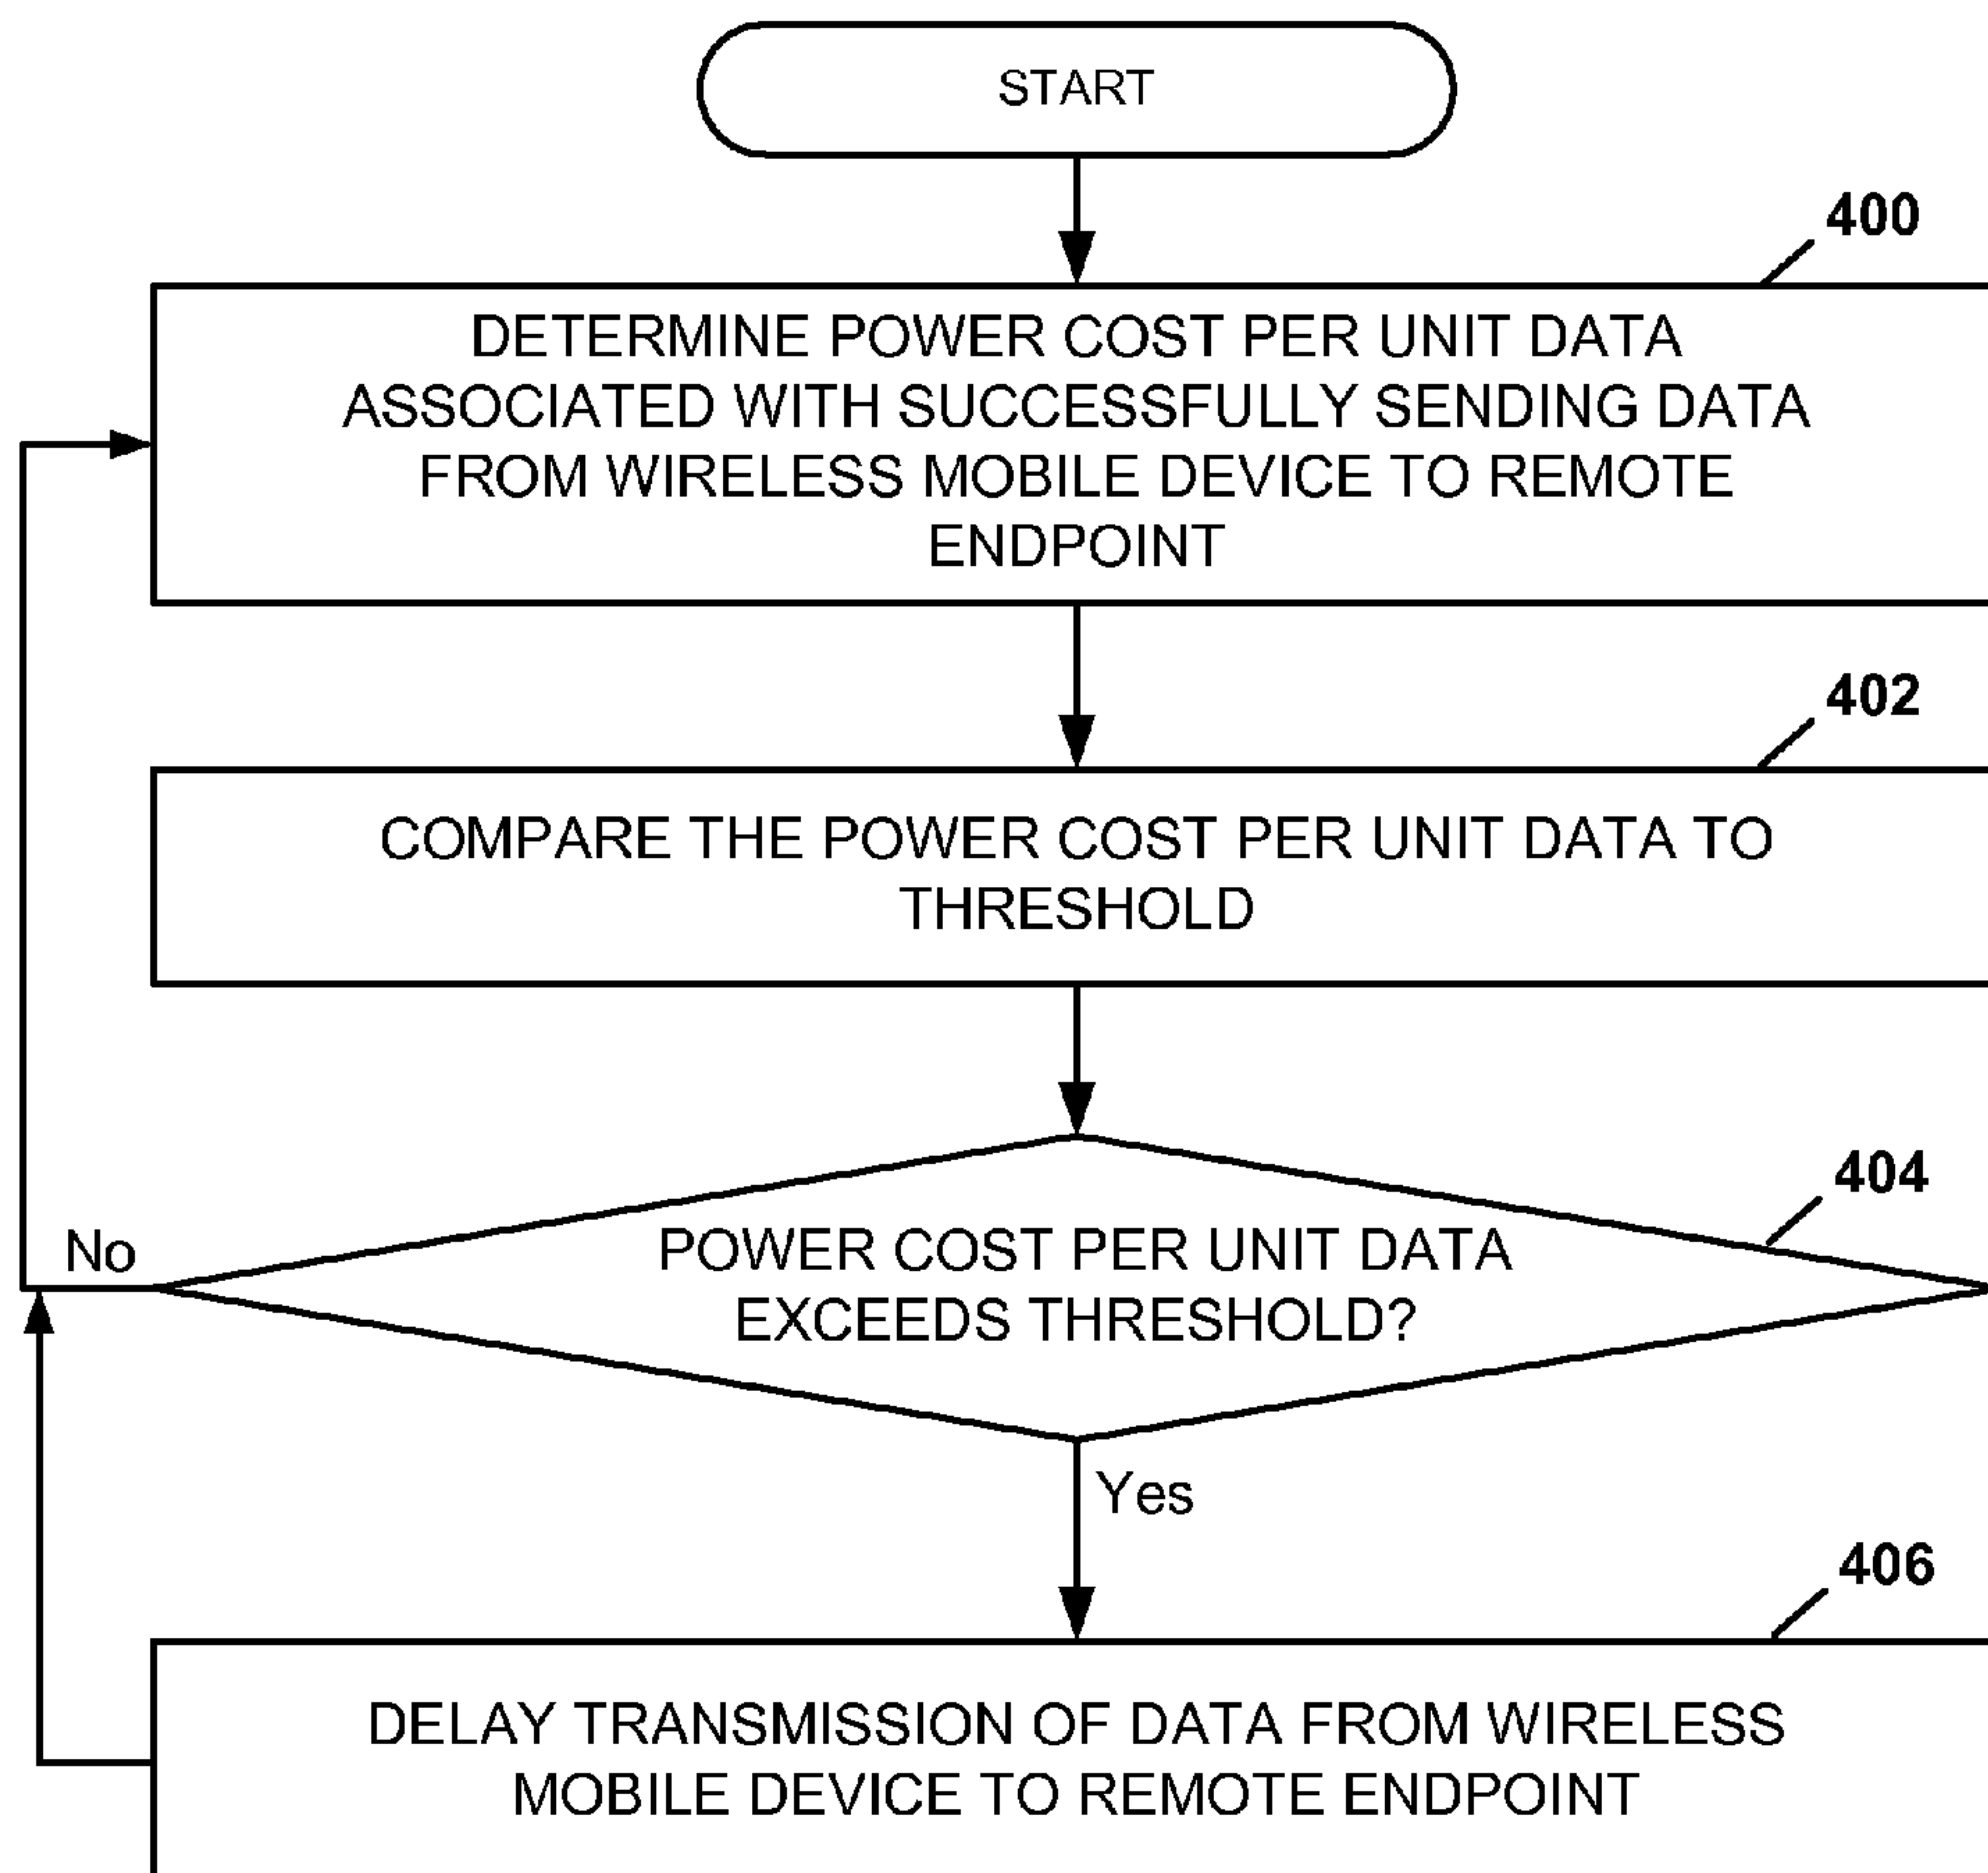 START
400
DETERMINE POWER COST PER UNIT DATA
ASSOCIATED WITH SUCCESSFULLY SENDING DATA
FROM WIRELESS MOBILE DEVICE TO REMOTE
ENDPOINT
402
COMPARE THE POWER COST PER UNIT DATA TO
THRESHOLD
404
No
POWER COST PER UNIT DATA
EXCEEDS THRESHOLD?
Yes
406
DELAY TRANSMISSION OF DATA FROM WIRELESS
MOBILE DEVICE TO REMOTE ENDPOINT